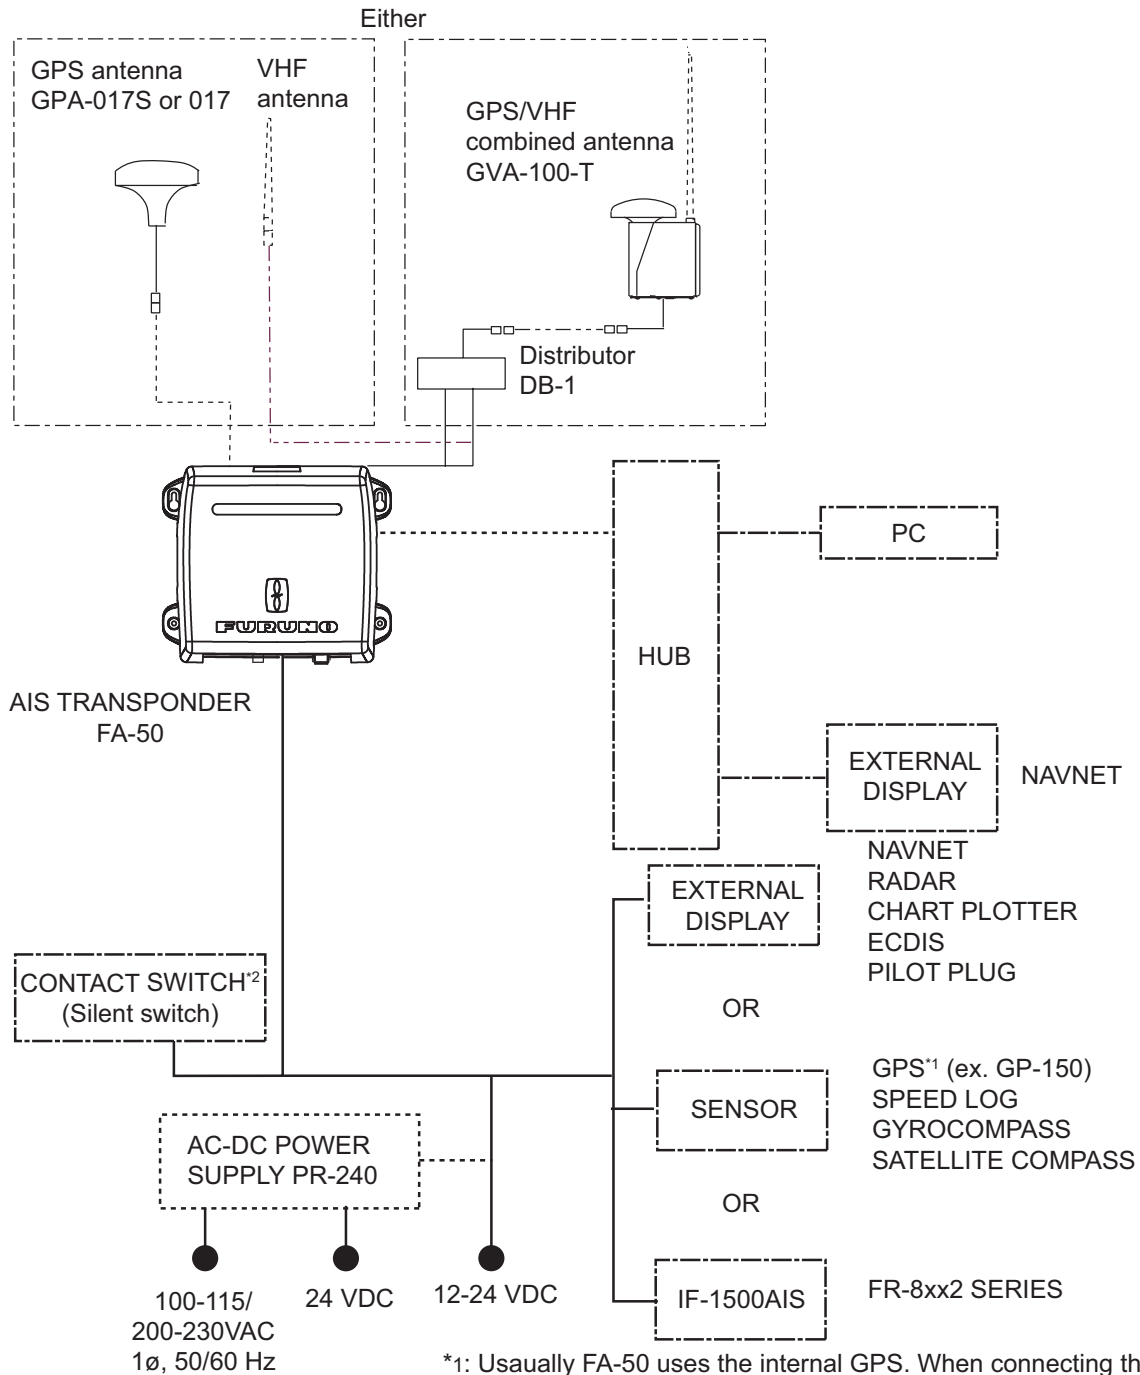 Either
GPS antenna
GPA-017S or 017
VHF
antenna
GPS/VHF
combined antenna
GVA-100-T
Distributor
DB-1
FURUNO
AIS TRANSPONDER
FA-50
HUB
PC
EXTERNAL
DISPLAY
NAVNET
EXTERNAL
DISPLAY
NAVNET
RADAR
CHART PLOTTER
ECDIS
PILOT PLUG
CONTACT SWITCH*2
(Silent switch)
OR
SENSOR
GPS*1 (ex. GP-150)
SPEED LOG
GYROCOMPASS
SATELLITE COMPASS
AC-DC POWER
SUPPLY PR-240
OR
100-115/
200-230VAC
1ø, 50/60 Hz
24 VDC
12-24 VDC
IF-1500AIS
FR-8xx2 SERIES
*1: Usaually FA-50 uses the internal GPS. When connecting th